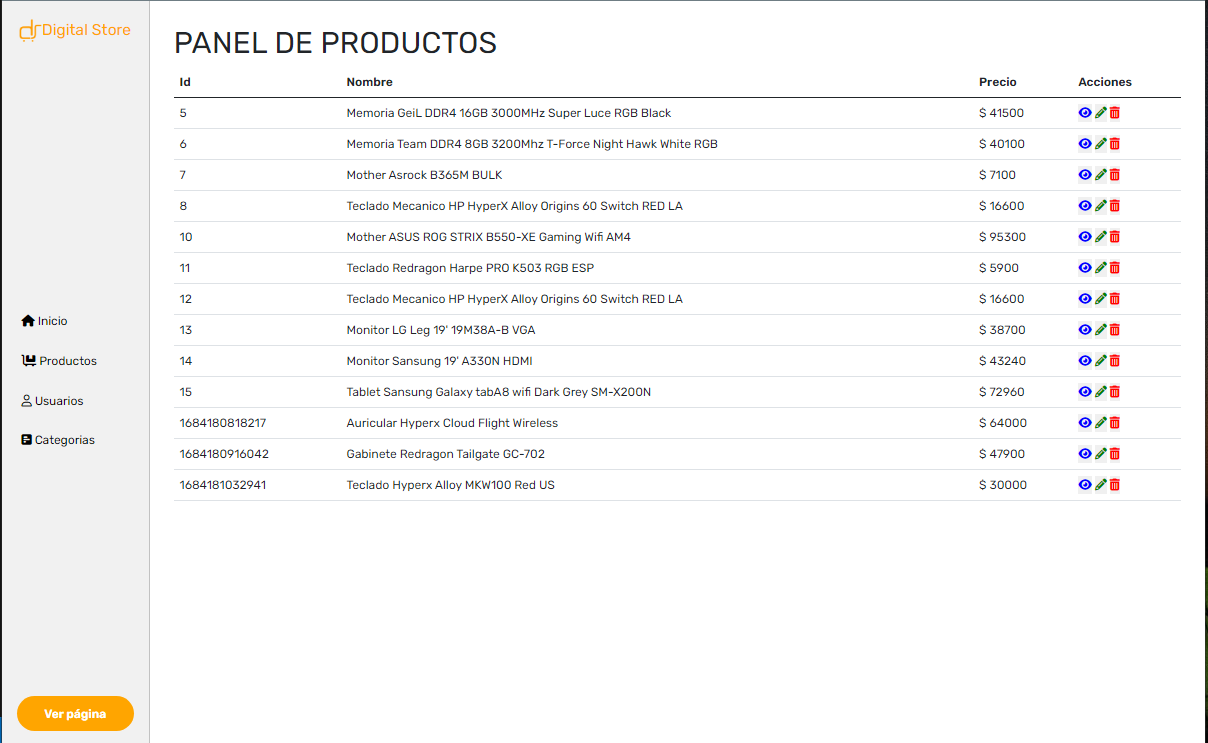 Digital Store
Inicio
Productos
Usuarios
Categorias
Ver página
PANEL DE PRODUCTOS
Id Nombre Precio Acciones
5 Memoria GeiL DDR4 16GB 3000MHz Super Luce RGB Black $ 41500
6 Memoria Team DDR4 8GB 3200Mhz T-Force Night Hawk White RGB $ 40100
7 Mother Asrock B365M BULK $ 7100
8 Teclado Mecanico HP HyperX Alloy Origins 60 Switch RED LA $ 16600
10 Mother ASUS ROG STRIX B550-XE Gaming Wifi AM4 $ 95300
11 Teclado Redragon Harpe PRO K503 RGB ESP $ 5900
12 Teclado Mecanico HP HyperX Alloy Origins 60 Switch RED LA $ 16600
13 Monitor LG Leg 19' 19M38A-B VGA $ 38700
14 Monitor Sansung 19' A330N HDMI $ 43240
15 Tablet Sansung Galaxy tabA8 wifi Dark Grey SM-X200N $ 72960
1684180818217 Auricular Hyperx Cloud Flight Wireless $ 64000
1684180916042 Gabinete Redragon Tailgate GC-702 $ 47900
1684181032941 Teclado Hyperx Alloy MKW100 Red US $ 30000